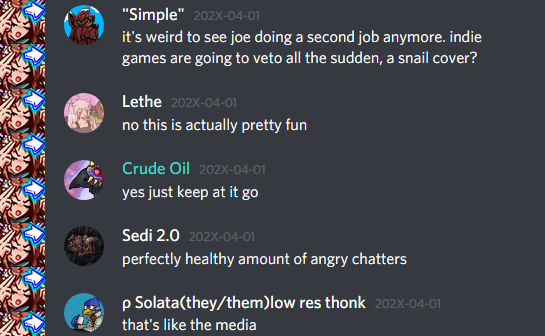 "Simple" 202X-04-01
it's weird to see joe doing a second job anymore. indie
games are going to veto all the sudden, a snail cover?
Lethe 202X-04-01
no this is actually pretty fun
Crude Oil 202X-04-01
yes just keep at it go
Sedi 2.0 202X-04-01
perfectly healthy amount of angry chatters
ρ Solata(they/them)low res thonk 202X-04-01
that's like the media